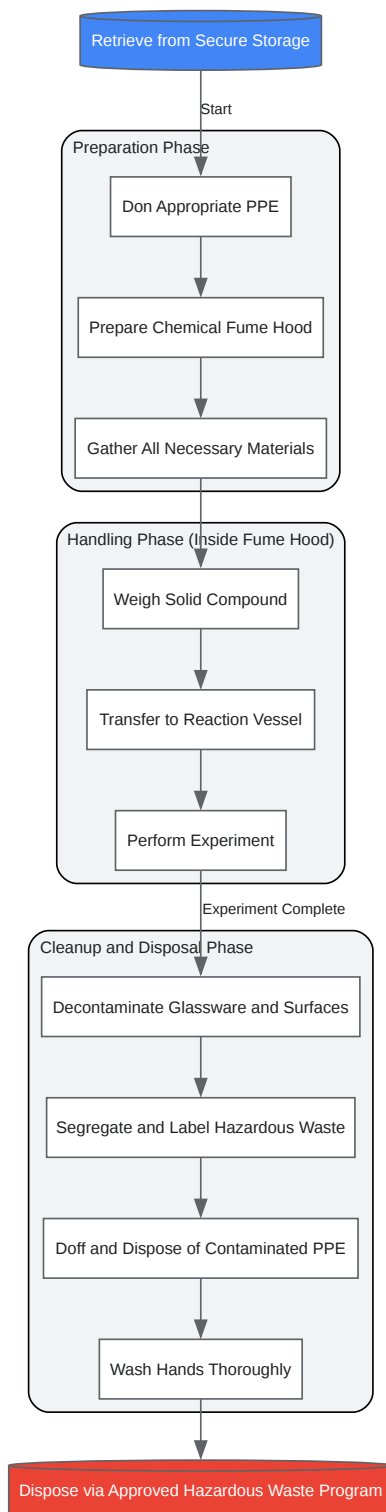 Retrieve from Secure Storage
Start
Preparation Phase
Don Appropriate PPE
Prepare Chemical Fume Hood
Gather All Necessary Materials
Handling Phase (Inside Fume Hood)
Weigh Solid Compound
Transfer to Reaction Vessel
Perform Experiment
Experiment Complete
Cleanup and Disposal Phase
Decontaminate Glassware and Surfaces
Segregate and Label Hazardous Waste
Doff and Dispose of Contaminated PPE
Wash Hands Thoroughly
Dispose via Approved Hazardous Waste Program